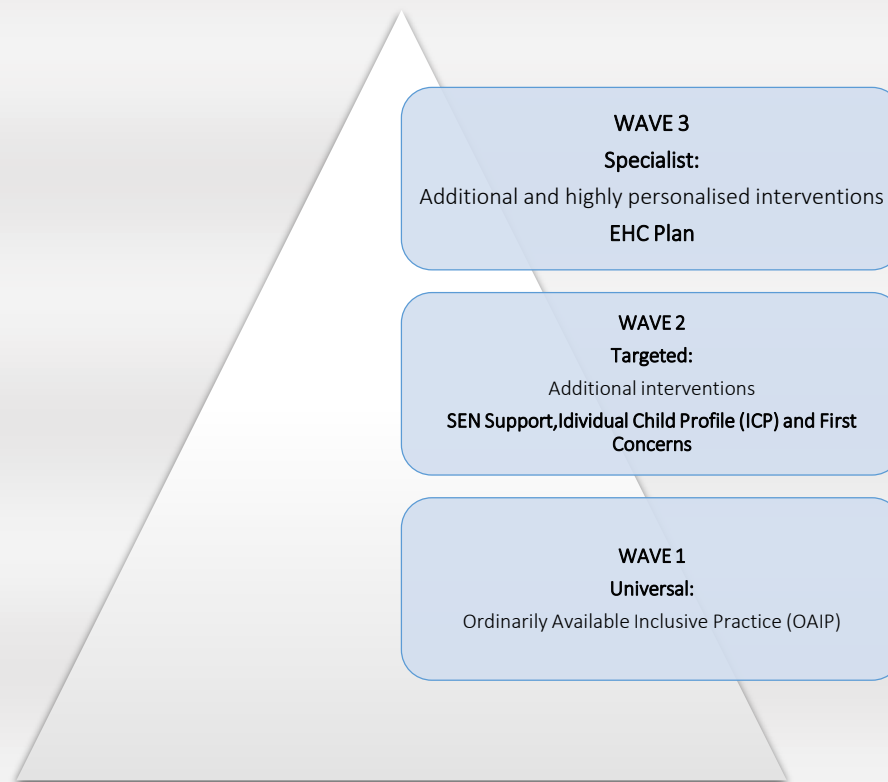 WAVE 3
Specialist:
Additional and highly personalised interventions
EHC Plan
WAVE 2
Targeted:
Additional interventions
SEN Support,Idividual Child Profile (ICP) and First
Concerns
WAVE 1
Universal:
Ordinarily Available Inclusive Practice (OAIP)